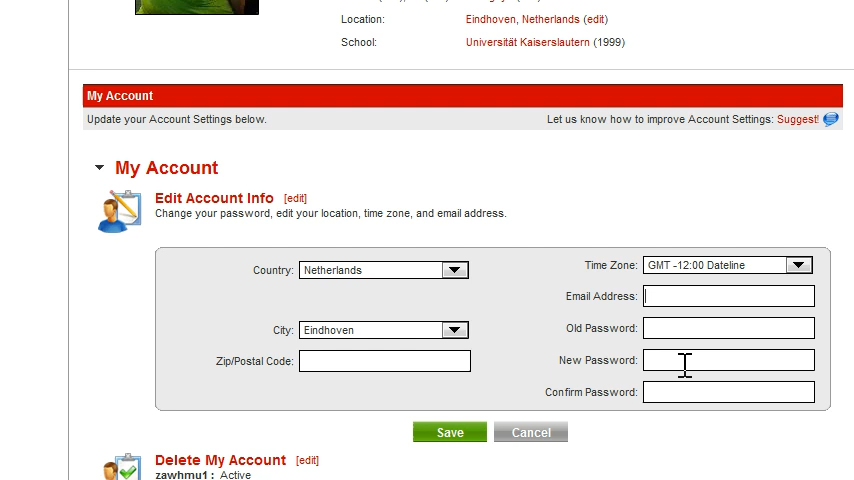 Location: Eindhoven, Netherlands (edit)
School: Universität Kaiserslautern (1999)
My Account
Update your Account Settings below. Let us know how to improve Account Settings: Suggest!
My Account
Edit Account Info [edit]
Change your password, edit your location, time zone, and email address.
Country: Netherlands
Time Zone: GMT -12:00 Dateline
Email Address:
City: Eindhoven
Old Password:
Zip/Postal Code:
New Password:
Confirm Password:
Save Cancel
Delete My Account [edit]
zawhmu1 : Active